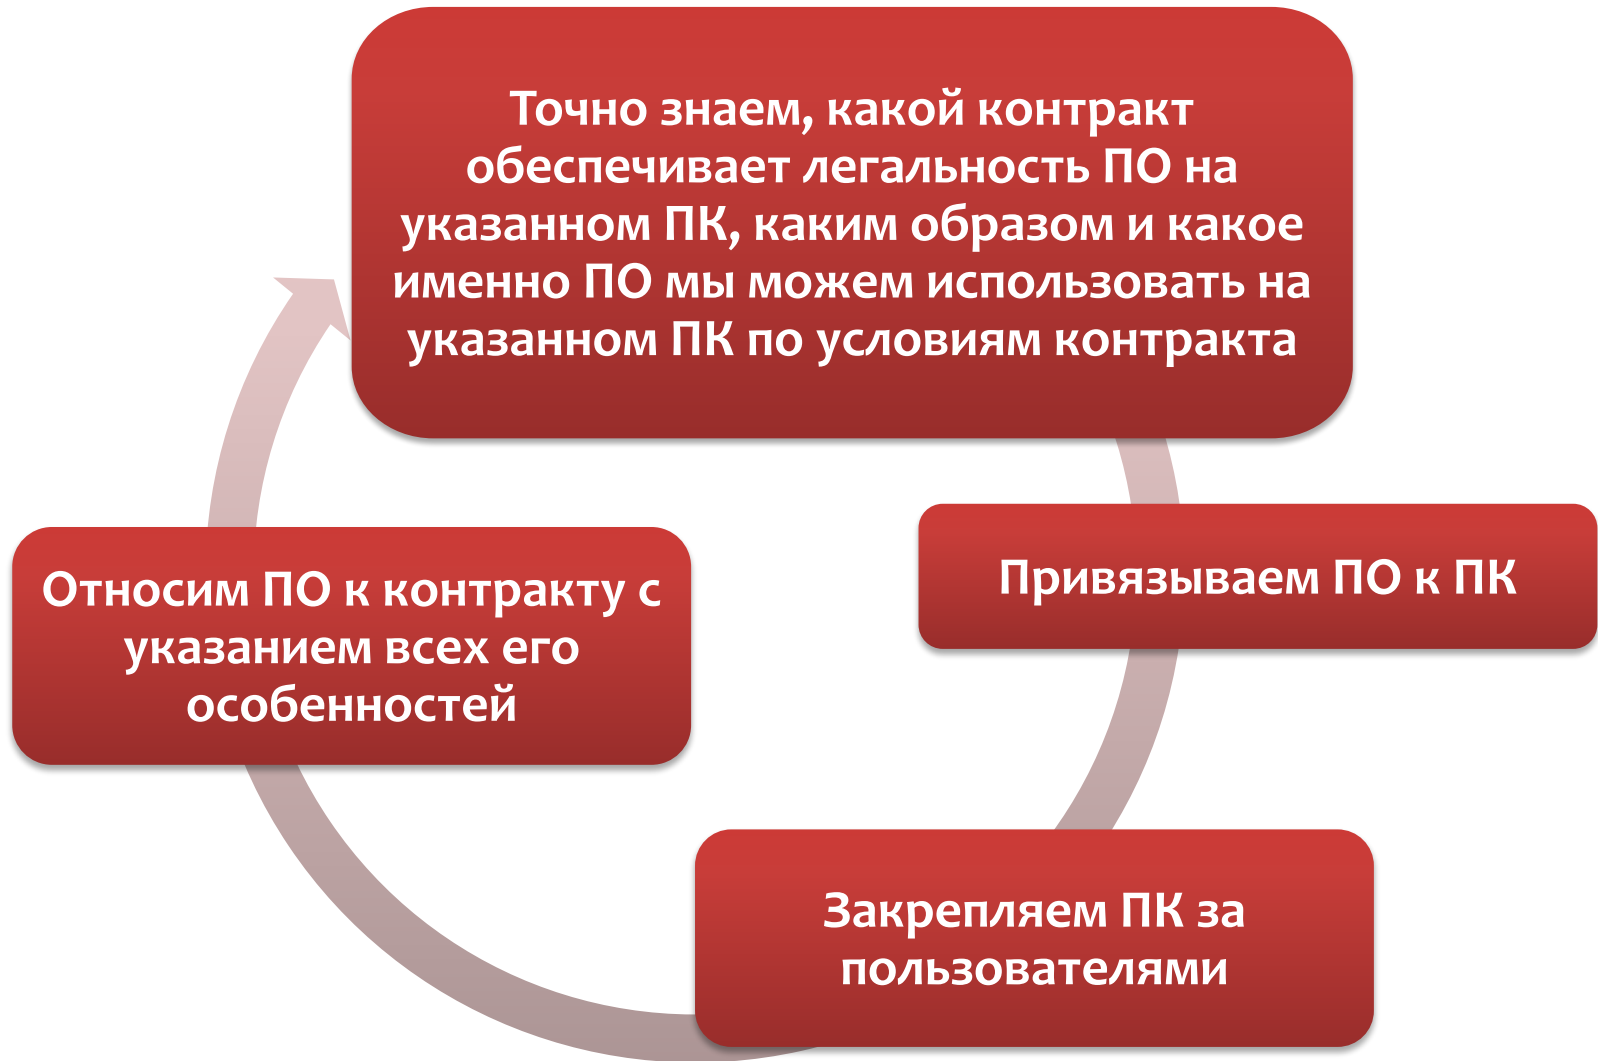 Точно знаем, какой контракт
обеспечивает легальность ПО на
указанном ПК, каким образом и какое
именно ПО мы можем использовать на
указанном ПК по условиям контракта
Привязываем ПО к ПК
Относим ПО к контракту с
указанием всех его
особенностей
Закрепляем ПК за
пользователями